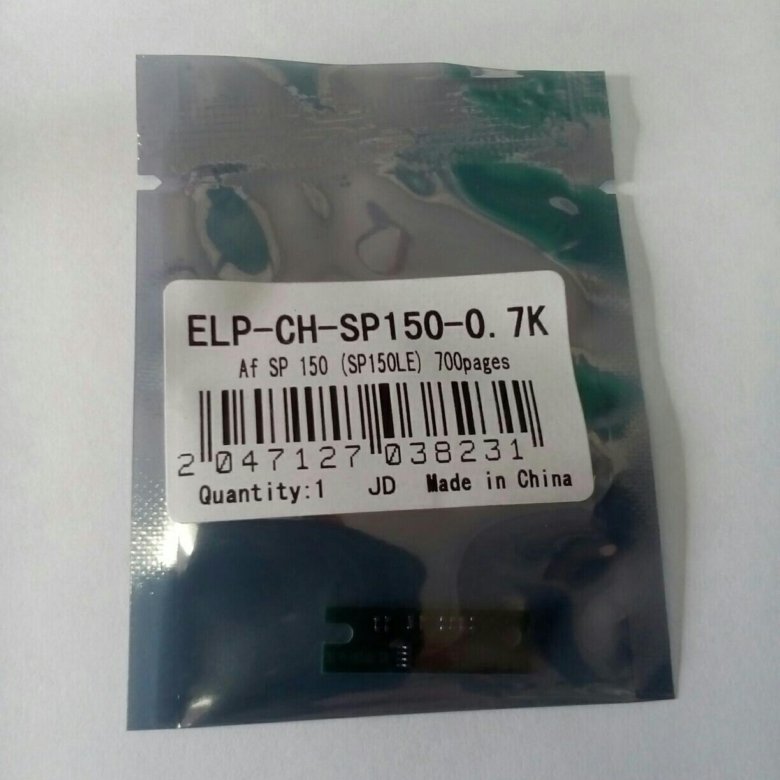 ELP-CH-SP150-0.7K
Af SP 150 (SP150LE) 700pages
2 047127 038231
Quantity:1 JD Made in China